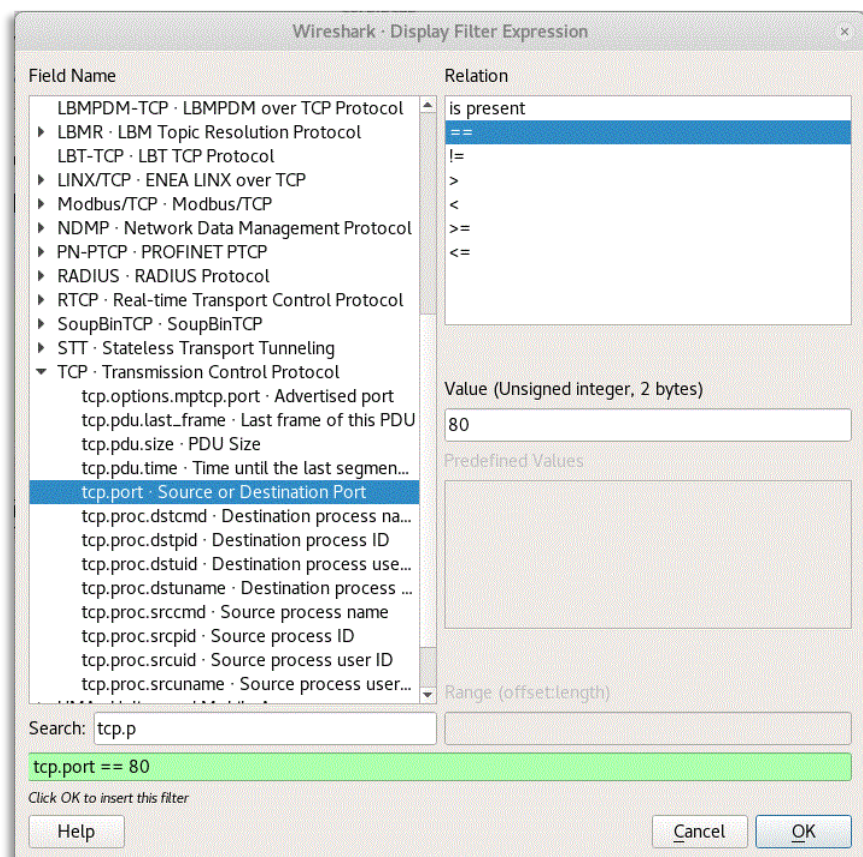 Wireshark · Display Filter Expression
Field Name
LBMPDM-TCP · LBMPDM over TCP Protocol
LBMR · LBM Topic Resolution Protocol
LBT-TCP · LBT TCP Protocol
LINX/TCP · ENEA LINX over TCP
Modbus/TCP · Modbus/TCP
NDMP · Network Data Management Protocol
PN-PTCP · PROFINET PTCP
RADIUS · RADIUS Protocol
RTCP · Real-time Transport Control Protocol
SoupBinTCP · SoupBinTCP
STT · Stateless Transport Tunneling
TCP · Transmission Control Protocol
tcp.options.mptcp.port · Advertised port
tcp.pdu.last_frame · Last frame of this PDU
tcp.pdu.size · PDU Size
tcp.pdu.time · Time until the last segmen...
tcp.port · Source or Destination Port
tcp.proc.dstcmd · Destination process na...
tcp.proc.dstpid · Destination process ID
tcp.proc.dstuid · Destination process use...
tcp.proc.dstuname · Destination process ...
tcp.proc.srccmd · Source process name
tcp.proc.srcpid · Source process ID
tcp.proc.srcuid · Source process user ID
tcp.proc.srcuname · Source process user...
Search: tcp.p
Relation
is present
==
!=
>
<
>=
<=
Value (Unsigned integer, 2 bytes)
80
Predefined Values
Range (offset:length)
tcp.port == 80
Click OK to insert this filter
Help
Cancel
OK